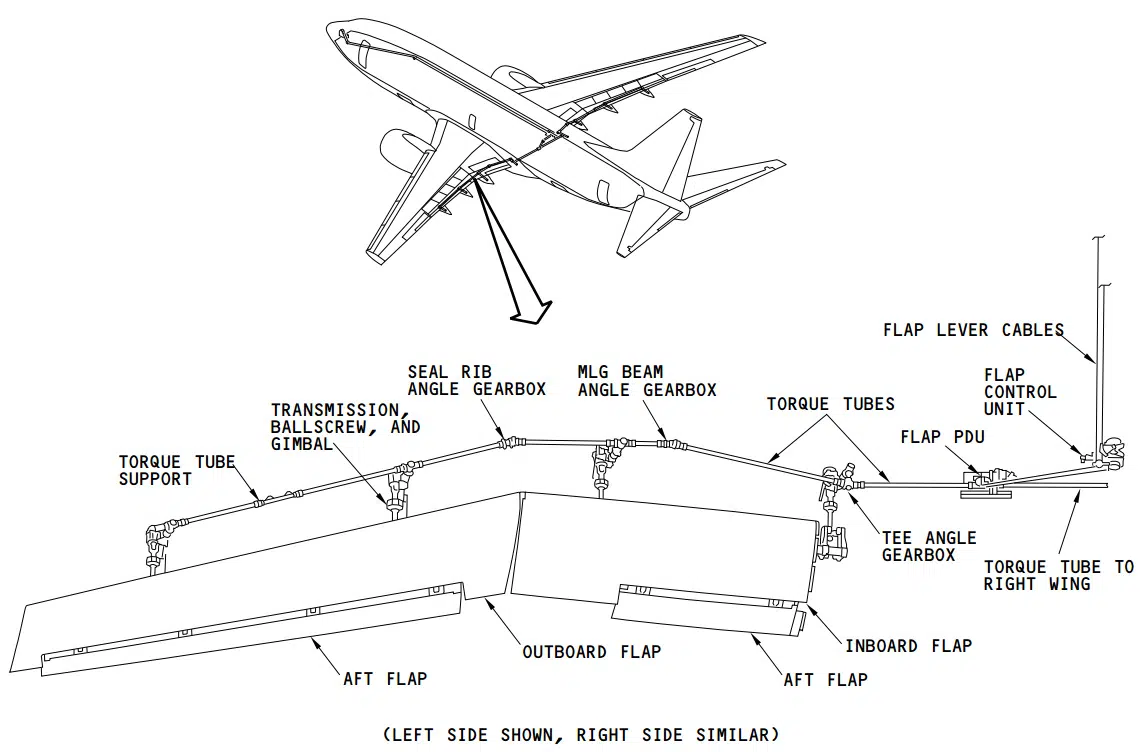 FLAP LEVER CABLES
SEAL RIB
ANGLE GEARBOX
MLG BEAM
ANGLE GEARBOX
FLAP
CONTROL
UNIT
TRANSMISSION,
BALLSCREW, AND
GIMBAL
TORQUE TUBES
FLAP PDU
TORQUE TUBE
SUPPORT
TEE ANGLE
GEARBOX
TORQUE TUBE TO
RIGHT WING
OUTBOARD FLAP
INBOARD FLAP
AFT FLAP
AFT FLAP
(LEFT SIDE SHOWN, RIGHT SIDE SIMILAR)